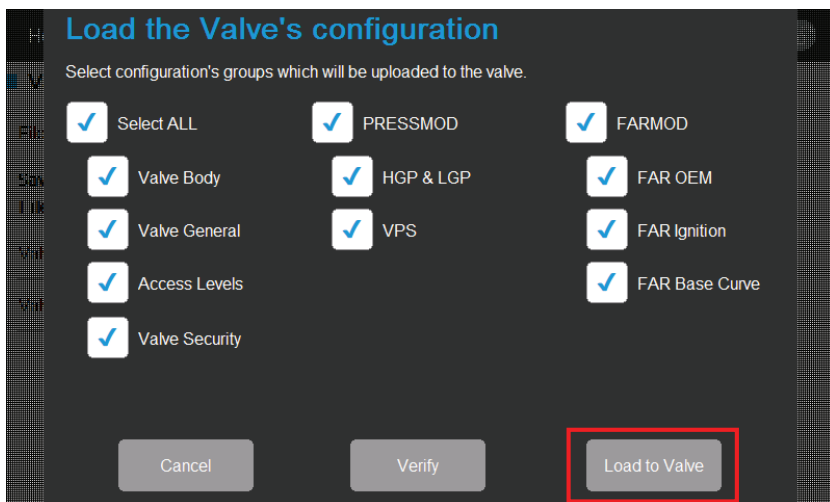 Load the Valve's configuration
Select configuration's groups which will be uploaded to the valve.
Select ALL
PRESSMOD
FARMOD
Valve Body
HGP & LGP
FAR OEM
Valve General
VPS
FAR Ignition
Access Levels
FAR Base Curve
Valve Security
Cancel
Verify
Load to Valve